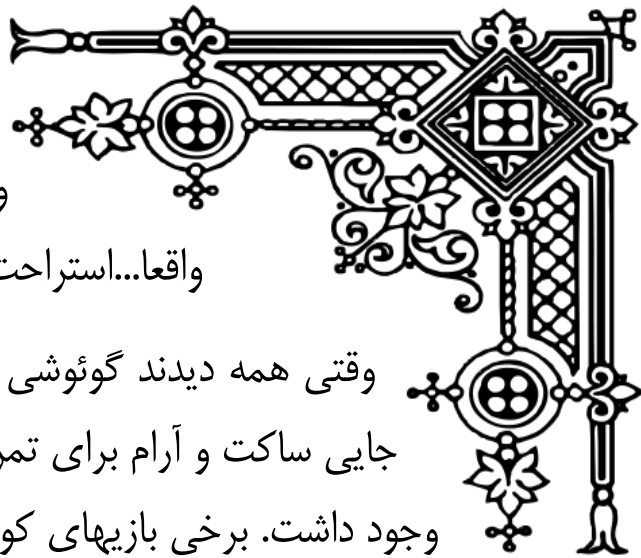 و
واقعا...استراحت
وقتی همه دیدند گوئوشی
جایی ساکت و آرام برای
وجود داشت. برخی بازیهای